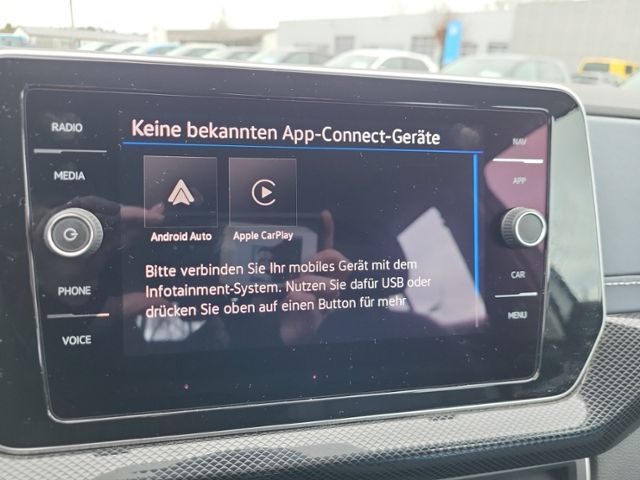 RADIO
MEDIA
PHONE
VOICE
Keine bekannten App-Connect-Geräte
Android Auto
Apple CarPlay
Bitte verbinden Sie Ihr mobiles Gerät mit dem
Infotainment-System. Nutzen Sie dafür USB oder
drücken Sie oben auf einen Button für mehr
NAV
APP
CAR
MENU